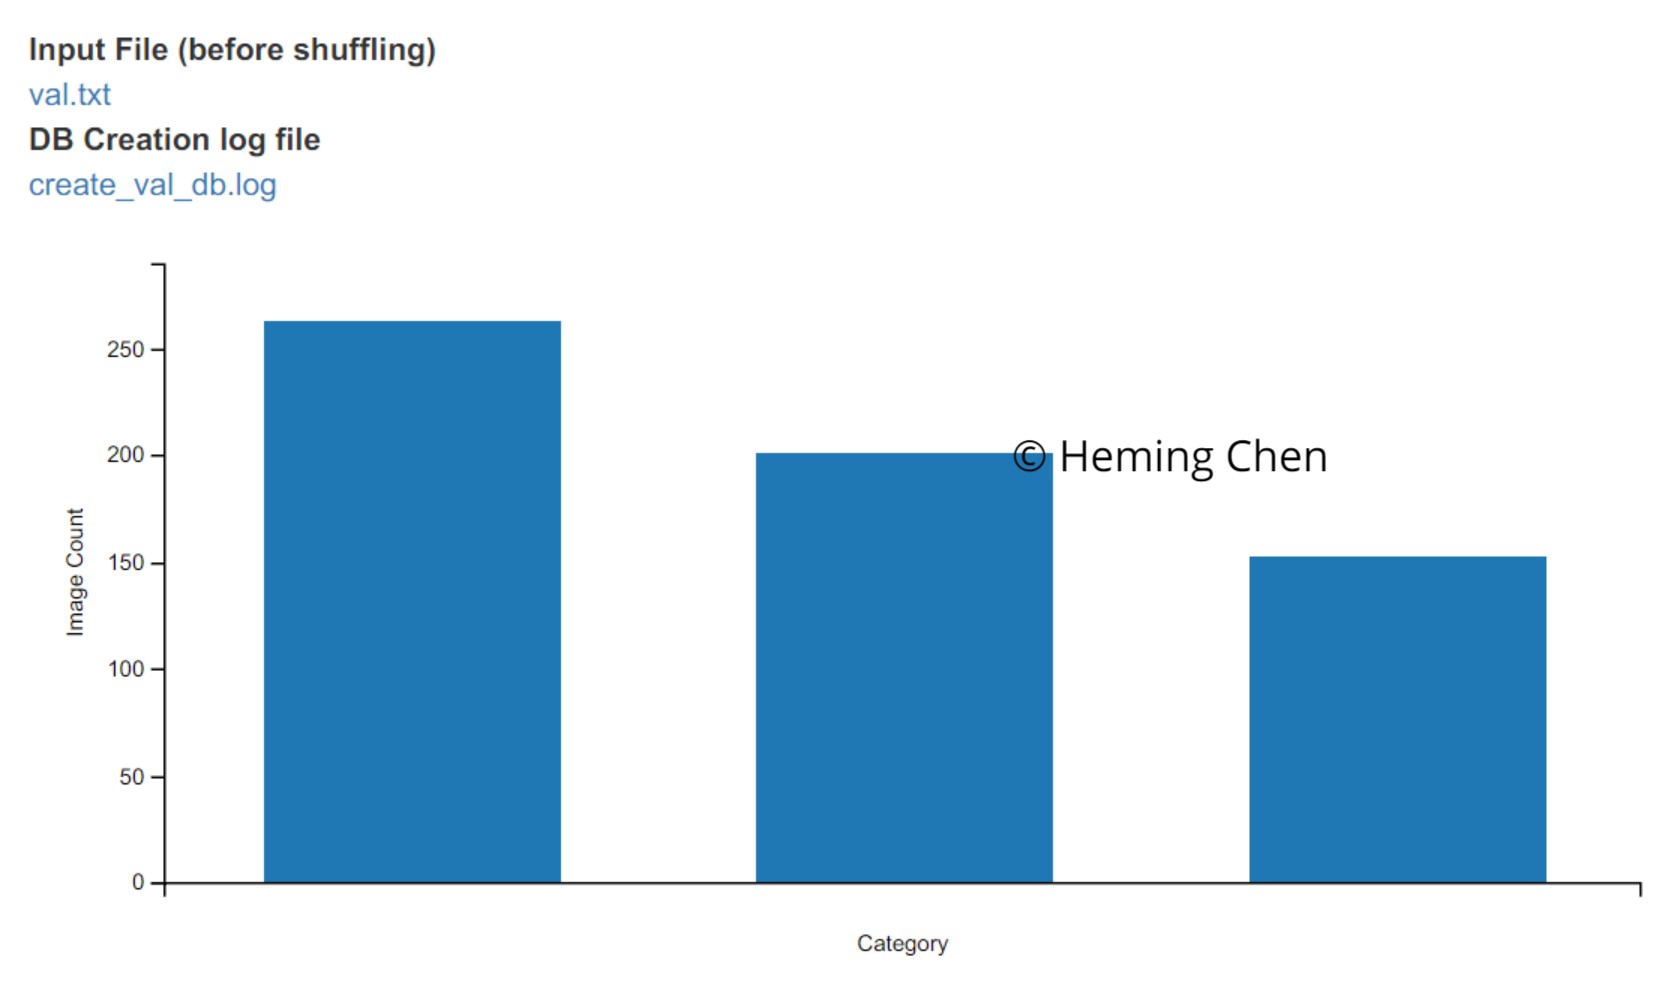 Input File (before shuffling)
val.txt
DB Creation log file
create_val_db.log
250
200
© Heming Chen
150
100
50
0
Image Count
Category